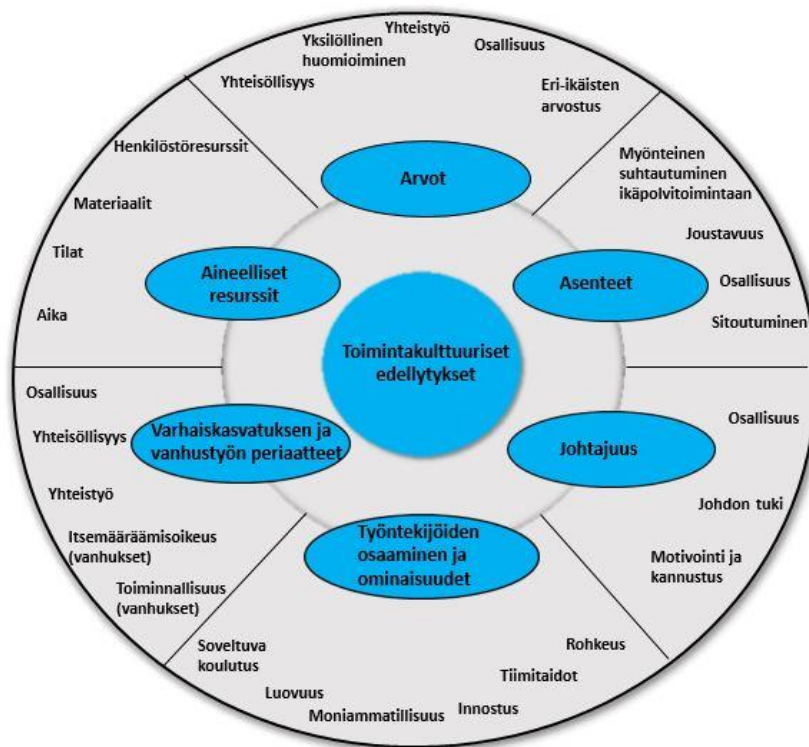 Toimintakulttuuriset
edellytykset
Arvot
Yhteisöllisyys
Yksilöllinen
huomioiminen
Yhteistyö
Osallisuus
Eri-ikäisten
arvostus
Asenteet
Myönteinen
suhtautuminen
ikäpolvitoimintaan
Joustavuus
Osallisuus
Sitoutuminen
Johtajuus
Osallisuus
Johdon tuki
Motivointi ja
kannustus
Työntekijöiden
osaaminen ja
ominaisuudet
Rohkeus
Tiimitaidot
Innostus
Moniammatillisuus
Luovuus
Soveltuva
koulutus
Varhaiskasvatuksen ja
vanhustyön periaatteet
Osallisuus
Yhteisöllisyys
Yhteistyö
Itsemääräämisoikeus
(vanhukset)
Toiminnallisuus
(vanhukset)
Aineelliset
resurssit
Henkilöstöresurssit
Materiaalit
Tilat
Aika